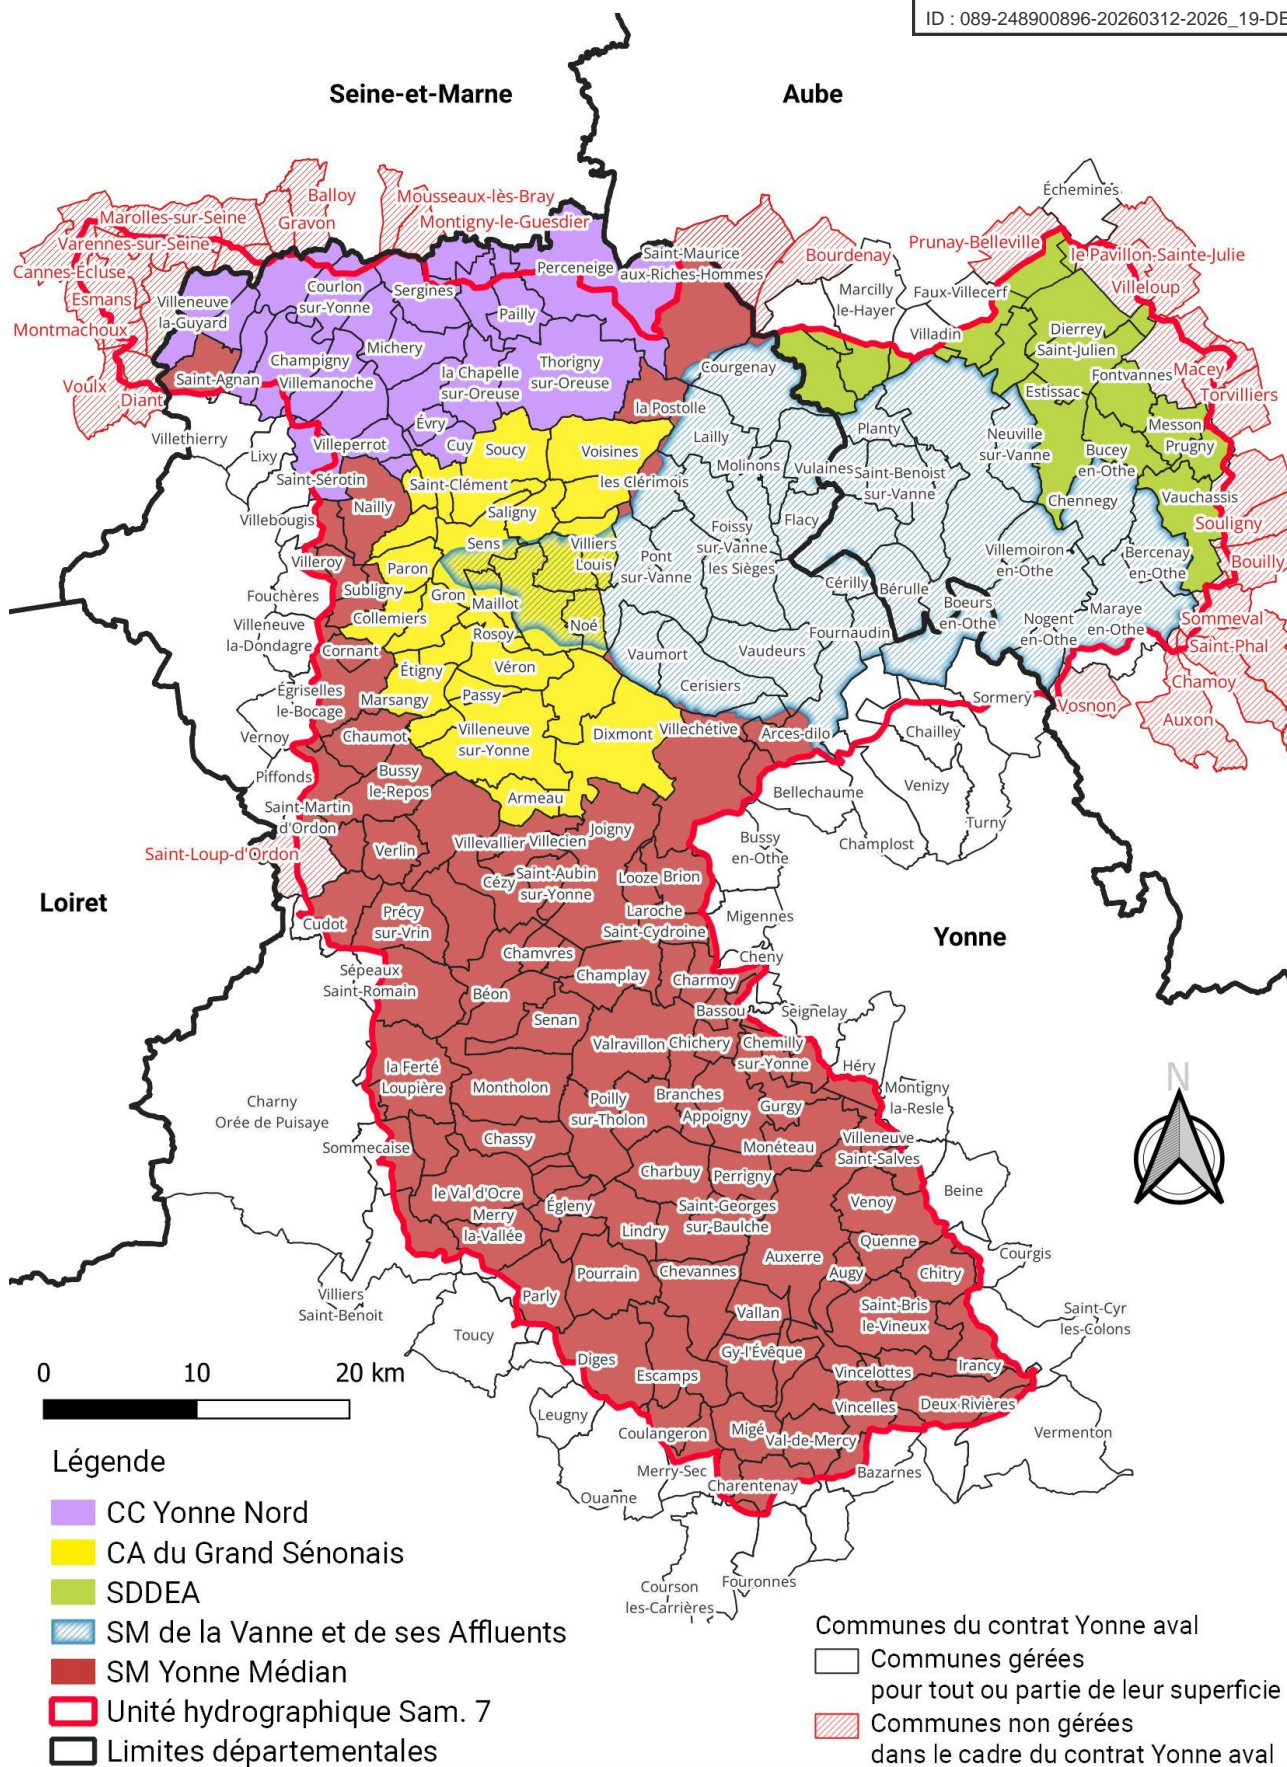 ID : 089-248900896-20260312-2026_19-DE
Seine-et-Marne
Aube
Échemines
Balloy
Mousseaux-lès-Bray
Marolles-sur-Seine
Gravon
Montigny-le-Guesdier
Varennes-sur-Seine
Prunay-Belleville
le Pavillon-Sainte-Julie
Saint-Maurice
aux-Riches-Hommes
Bourdenay
Cannes-Écluse
Perceneige
Villeloup
Esmans
Villeneuve
la-Guyard
Courlon
sur-Yonne
Sergines
Marcilly
le-Hayer
Faux-Villecerf
Montmachoux
Pailly
Villadin
Dierrey
Saint-Julien
Michery
Champigny
Thorigny
sur-Oreuse
la Chapelle
sur-Oreuse
Courgenay
Fontvannes
Macey
Voulx
Saint-Agnan
Villemanoche
Estissac
Torvilliers
Diant
la Postolle
Villethierry
Évry
Planty
Messon
Villeperrot
Cuy
Soucy
Voisines
Lailly
Neuville
sur-Vanne
Prugny
Lixy
Bucey
en-Othe
Molinons
Vulaines
Saint-Benoist
sur-Vanne
Saint-Sérotin
Saint-Clément
les Clérimois
Vauchassis
Nailly
Saligny
Chennegy
Villebougis
Flacy
Souligny
Foissy
sur-Vanne
les Sièges
Sens
Villiers
Louis
Pont
sur-Vanne
Villemoiron
en-Othe
Bercenay
en-Othe
Villeroy
Paron
Bouilly
Fouchères
Subligny
Gron
Maillot
Cérilly
Bérulle
Boeurs
en-Othe
Collemiers
Noé
Maraye
en-Othe
Villeneuve
la-Dondagre
Rosoy
Fournaudin
Nogent
en-Othe
Sommeval
Cornant
Vaumort
Vaudeurs
Saint-Phal
Étigny
Véron
Chamoy
Égriselles
le-Bocage
Marsangy
Passy
Cerisiers
Sormery
Vosnon
Auxon
Vernoy
Chaumot
Villeneuve
sur-Yonne
Dixmont
Villechétive
Arces-dilo
Chailley
Piffonds
Bussy
le-Repos
Venizy
Armeau
Bellechaume
Saint-Martin
d'Ordon
Turny
Joigny
Bussy
en-Othe
Champlost
Saint-Loup-d'Ordon
Verlin
Villevallier
Villecien
Cézy
Saint-Aubin
sur-Yonne
Looze
Brion
Loiret
Cudot
Précy
sur-Vrin
Laroche
Saint-Cydroine
Migennes
Yonne
Chamvres
Cheny
Sépeaux
Saint-Romain
Champlay
Charmoy
Béon
Bassou
Seignelay
Senan
Valravillon
Chichery
Chemilly
sur-Yonne
la Ferté
Loupière
Héry
Montholon
Montigny
la-Resle
Charny
Orée de Puisaye
Poilly
sur-Tholon
Branches
Appoigny
Gurgy
N
Sommecaise
Chassy
Monéteau
Villeneuve
Saint-Salves
Charbuy
Perrigny
Beine
le Val d'Ocre
Merry
la-Vallée
Égleny
Saint-Georges
sur-Baulche
Venoy
Lindry
Quenne
Auxerre
Courgis
Pourrain
Chevannes
Augy
Chitry
Villiers
Saint-Benoit
Parly
Vallan
Saint-Bris
le-Vineux
Saint-Cyr
les-Colons
Toucy
Gy-l'Évêque
Diges
Escamps
Vincelottes
Irancy
0 10 20 km
Vincelles
Deux Rivières
Leugny
Coulangeron
Migé
Val-de-Mercy
Vermenton
Merry-Sec
Charentenay
Bazarnes
Ouanne
Courson
les-Carrières
Fouronnes
Légende
CC Yonne Nord
CA du Grand Sénonais
SDDEA
SM de la Vanne et de ses Affluents
SM Yonne Médian
Unité hydrographique Sam. 7
Limites départementales
Communes du contrat Yonne aval
Communes gérées
pour tout ou partie de leur superficie
Communes non gérées
dans le cadre du contrat Yonne aval